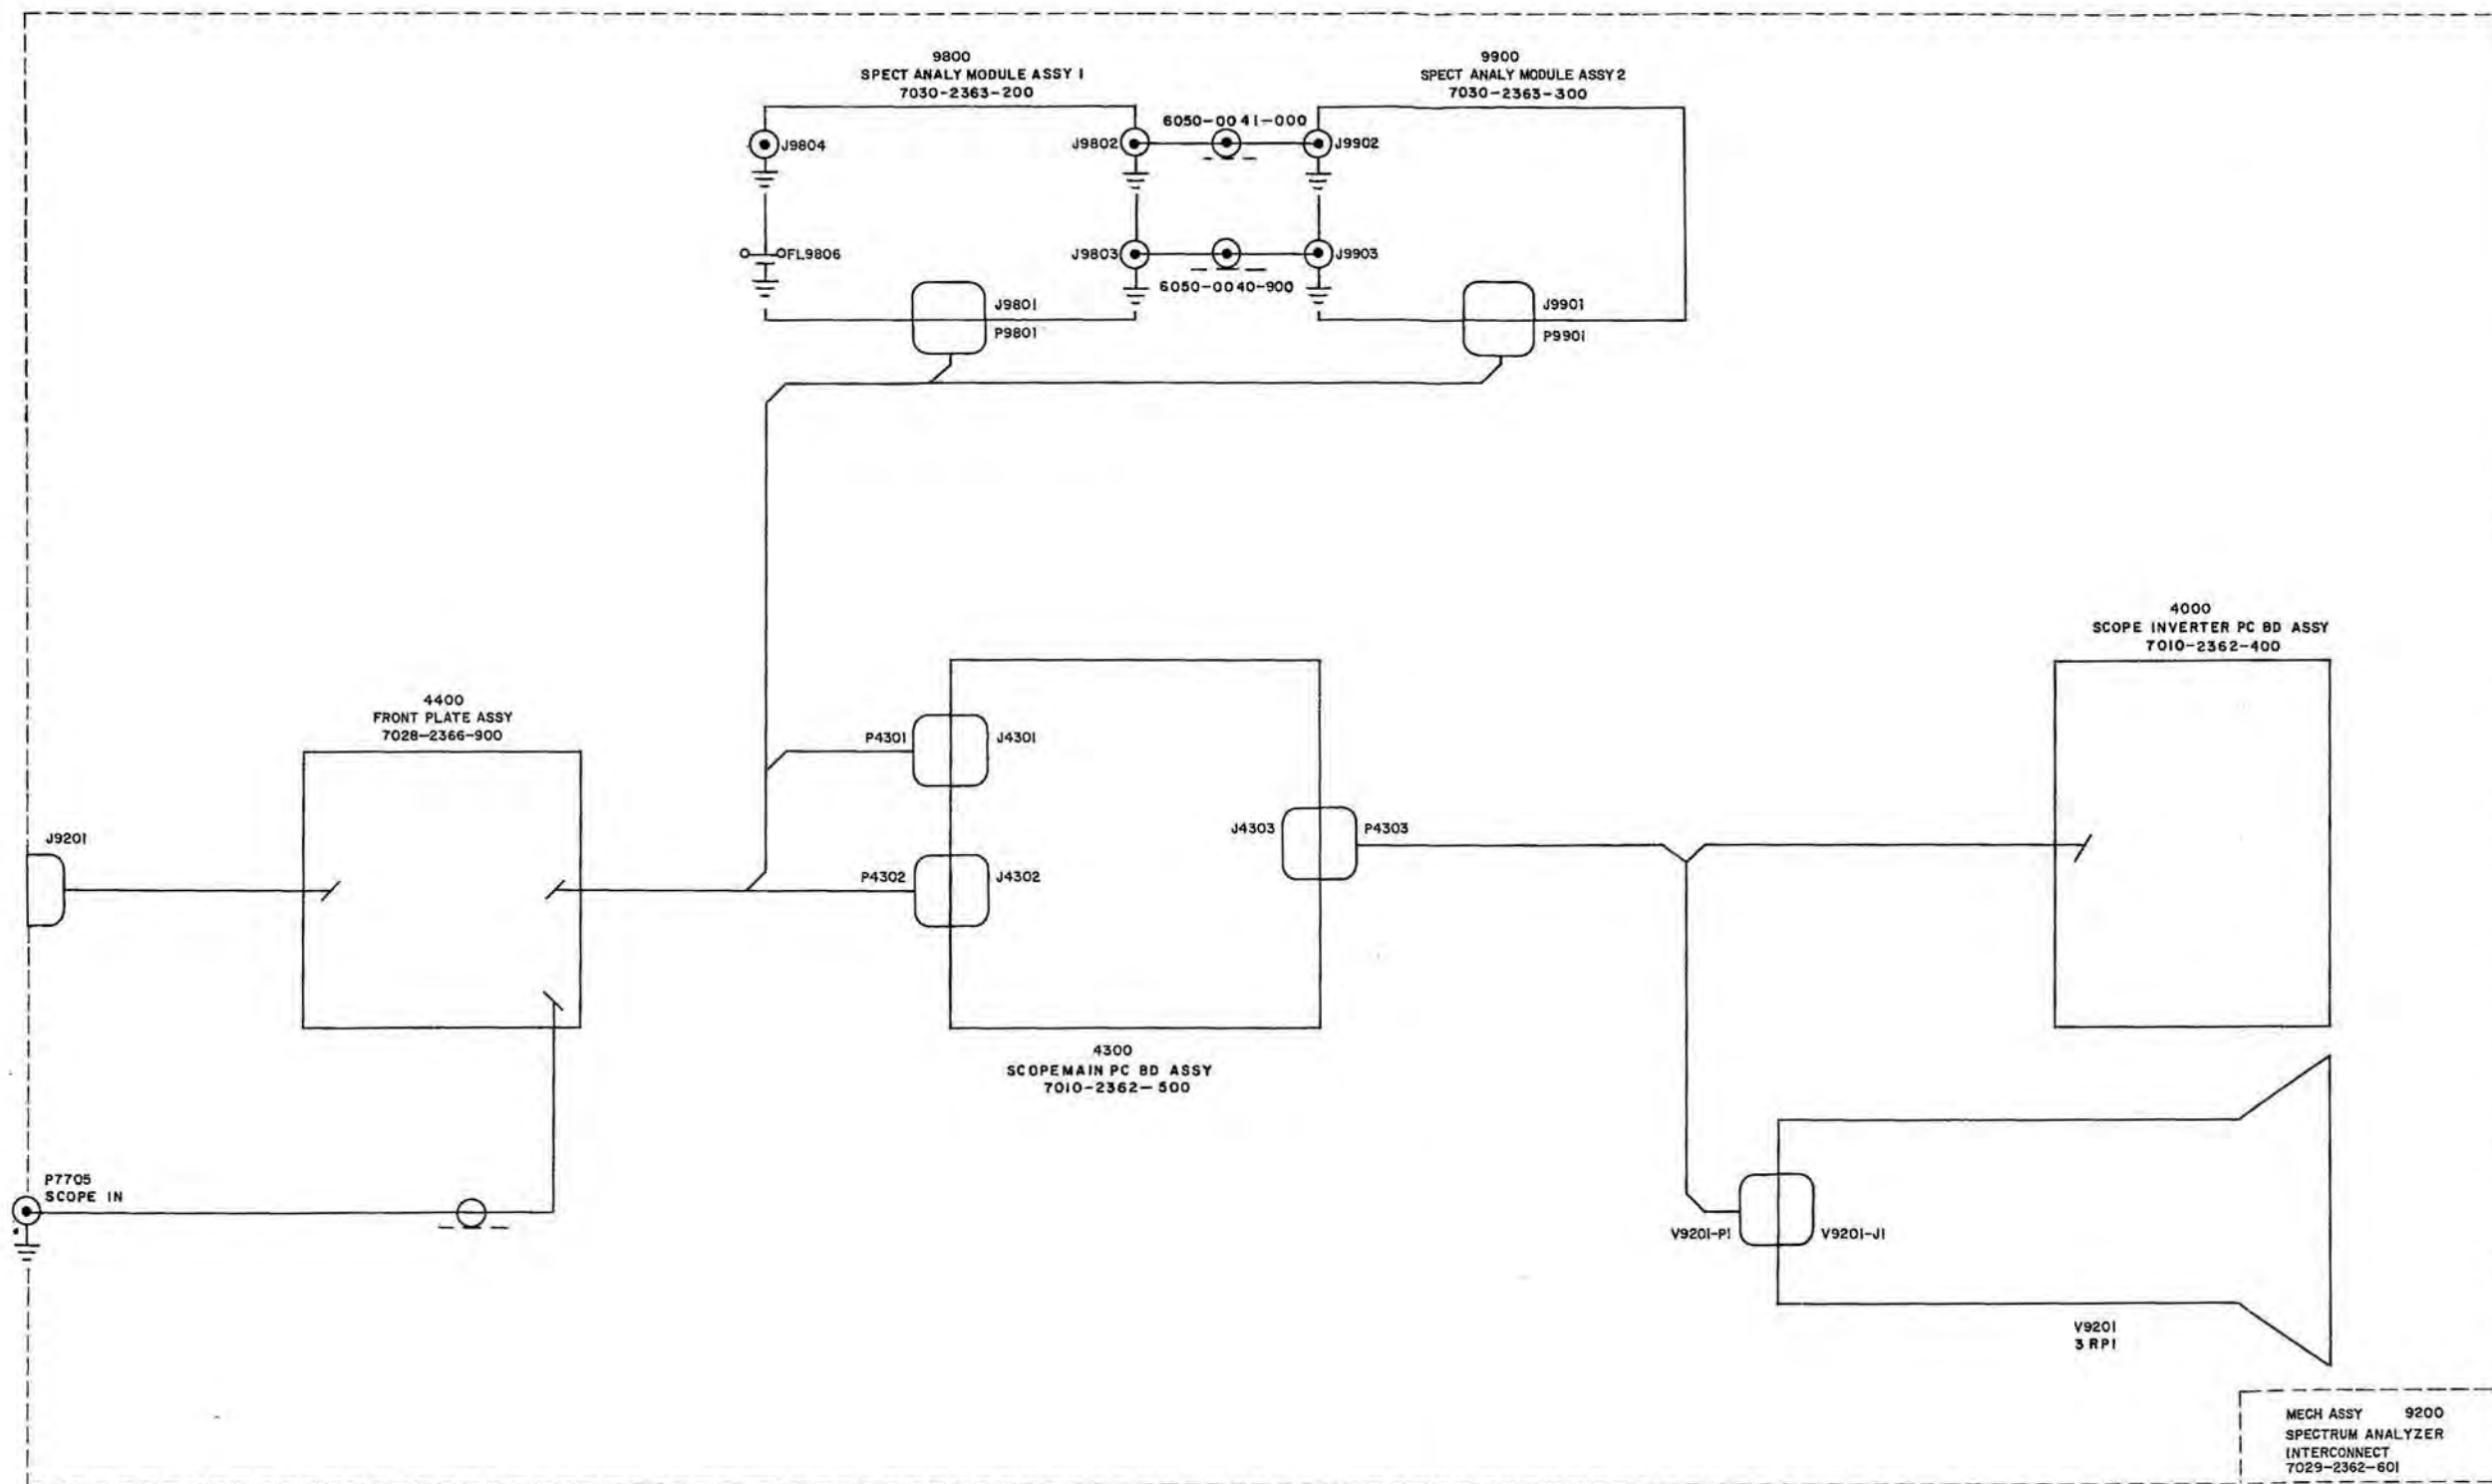 9800
SPECT ANALY MODULE ASSY 1
7030-2363-200
9900
SPECT ANALY MODULE ASSY 2
7030-2363-300
J9804
J9802
6050-0041-000
J9902
FL9806
J9803
6050-0040-900
J9903
J9801
P9801
J9901
P9901
4000
SCOPE INVERTER PC BD ASSY
7010-2362-400
4400
FRONT PLATE ASSY
7028-2366-900
P4301
J4301
J9201
P4302
J4302
J4303
P4303
4300
SCOPE MAIN PC BD ASSY
7010-2362-500
P7705
SCOPE IN
V9201-P1
V9201-J1
V9201
3RP1
MECH ASSY 9200
SPECTRUM ANALYZER
INTERCONNECT
7029-2362-601